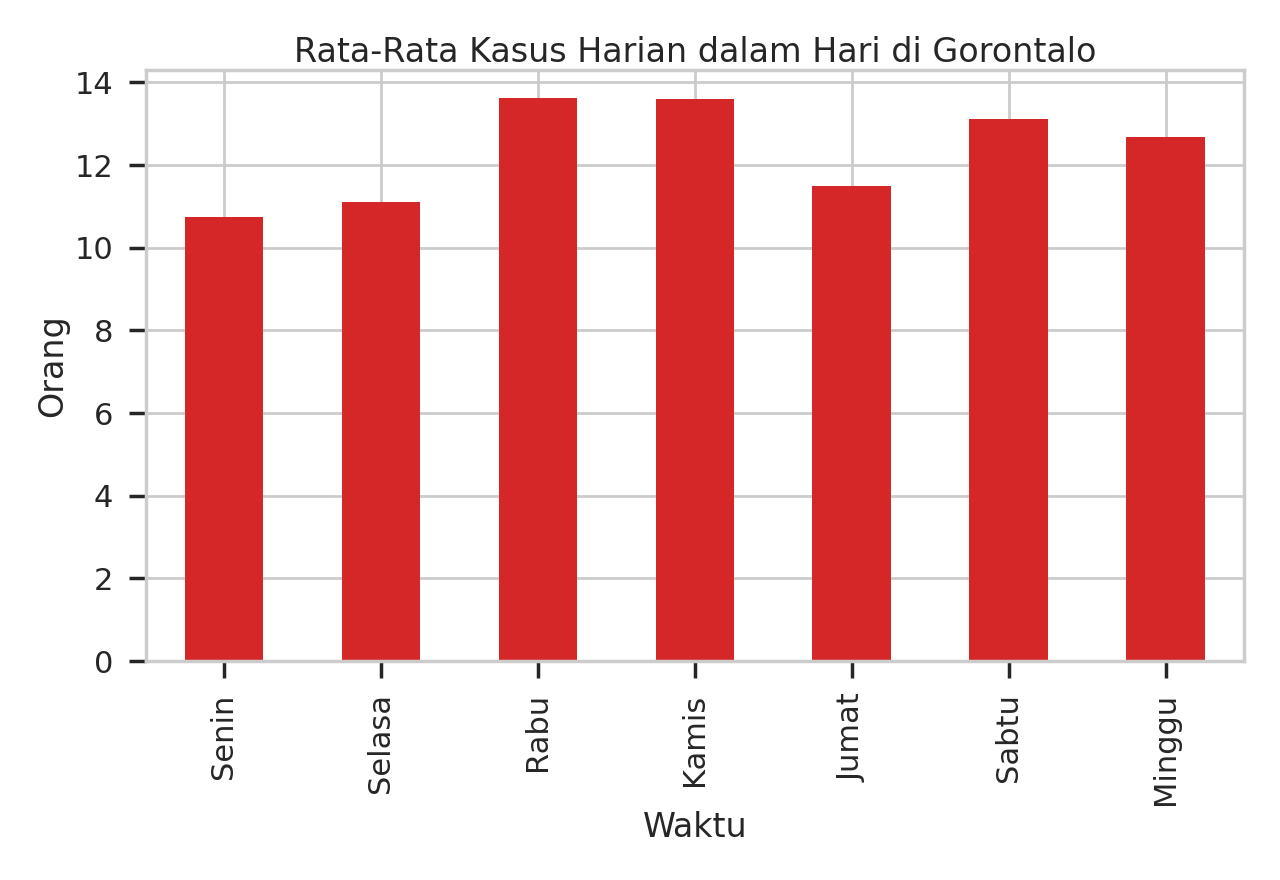 Rata-Rata Kasus Harian dalam Hari di Gorontalo
14
12
10
8
6
4
2
0
Orang
Senin
Selasa
Rabu
Kamis
Jumat
Sabtu
Minggu
Waktu